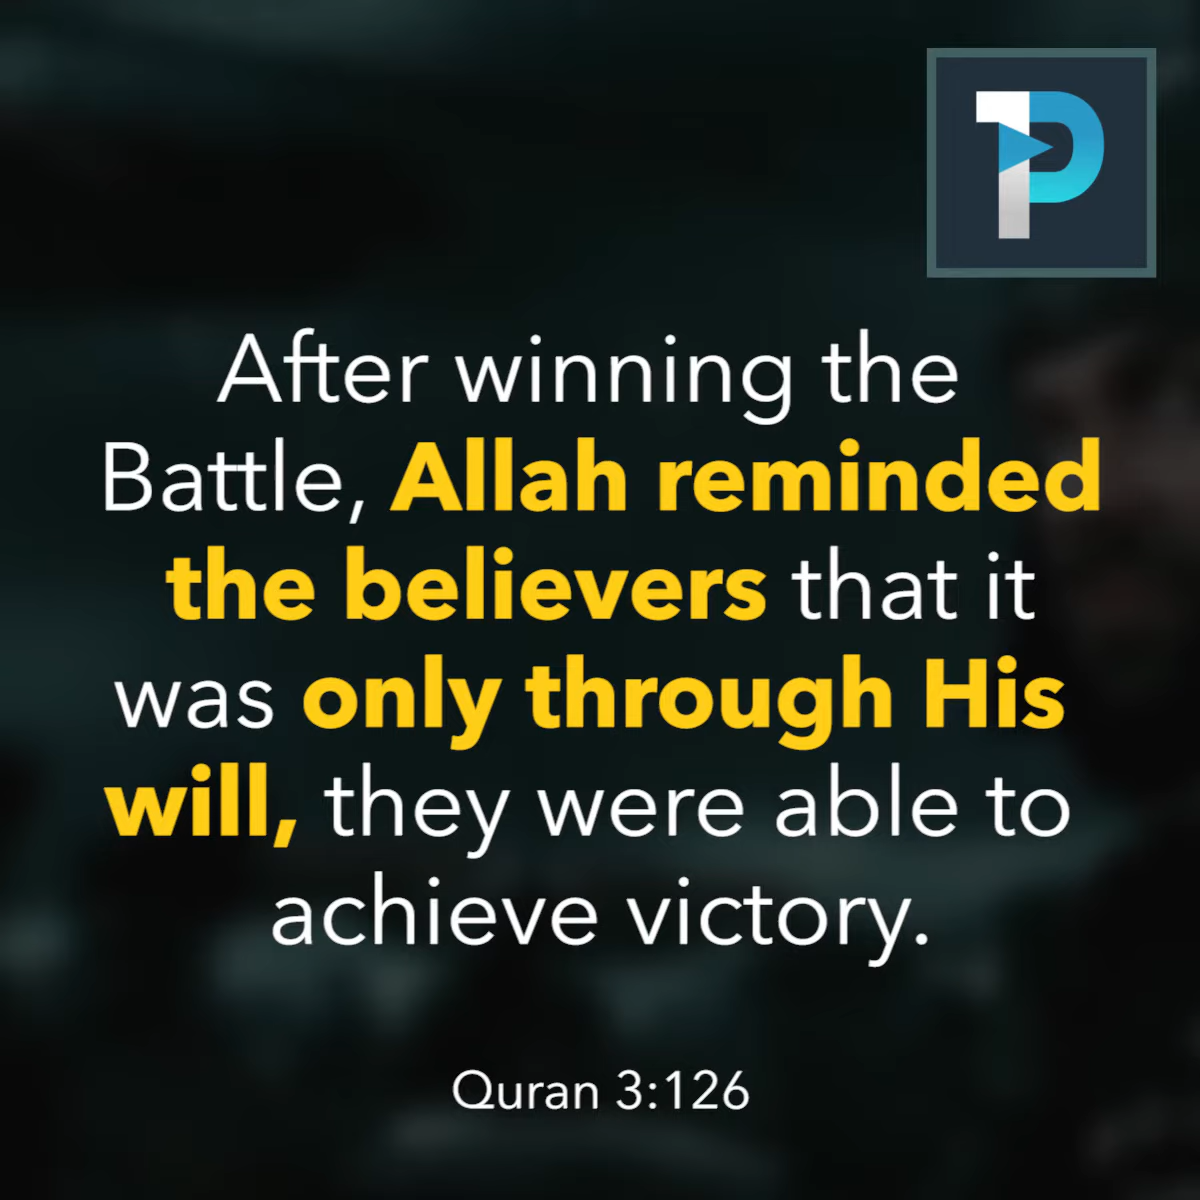 After winning the
Battle, Allah reminded
the believers that it
was only through His
will, they were able to
achieve victory.
Quran 3:126